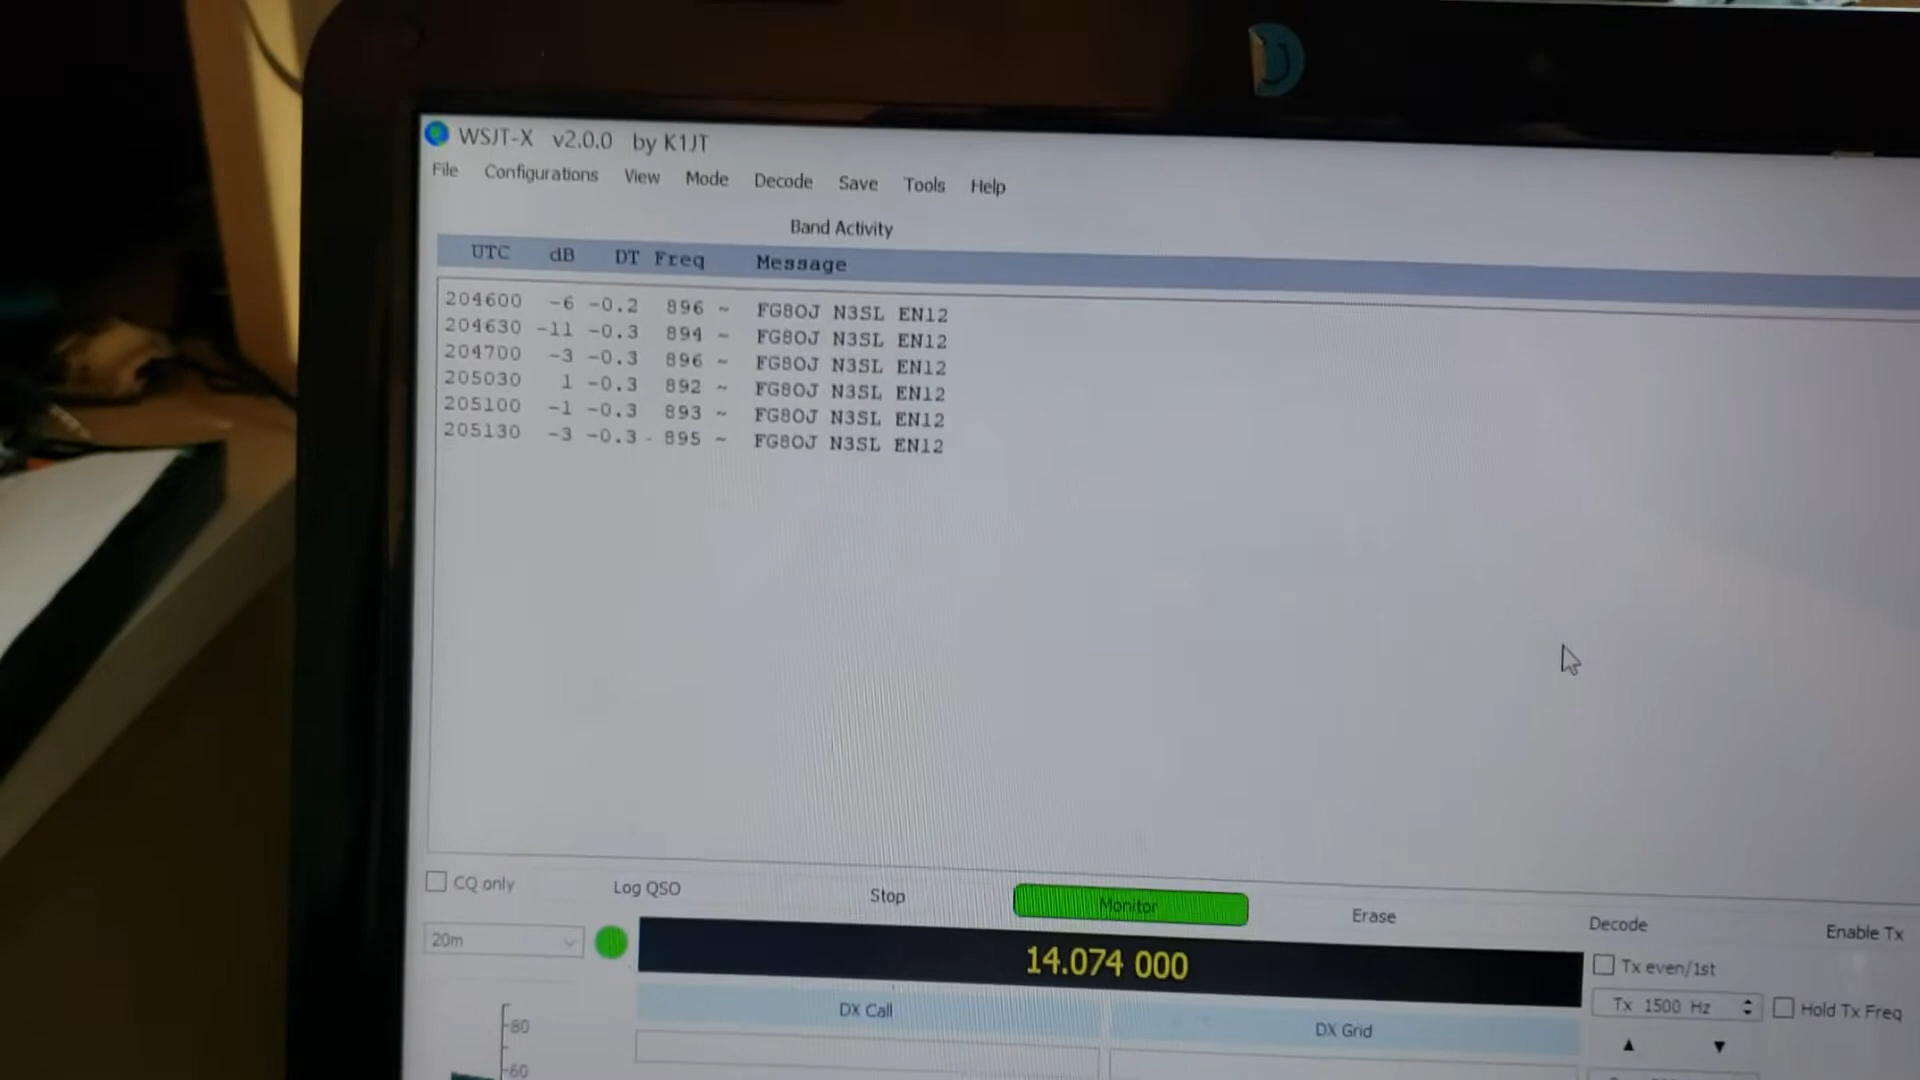 WSJT-X v2.0.0 by K1JT
File Configurations View Mode Decode Save Tools Help
Band Activity
UTC dB DT Freq Message
204600 -6 -0.2 896 ~ FG8OJ N3SL EN12
204630 -11 -0.3 894 ~ FG8OJ N3SL EN12
204700 -3 -0.3 896 ~ FG8OJ N3SL EN12
205030 1 -0.3 892 ~ FG8OJ N3SL EN12
205100 -1 -0.3 893 ~ FG8OJ N3SL EN12
205130 -3 -0.3 895 ~ FG8OJ N3SL EN12
CQ only Log QSO Stop Monitor Erase Decode Enable Tx
20m 14.074 000 Tx even/1st
Tx 1500 Hz Hold Tx Freq
DX Call DX Grid
-80
-60